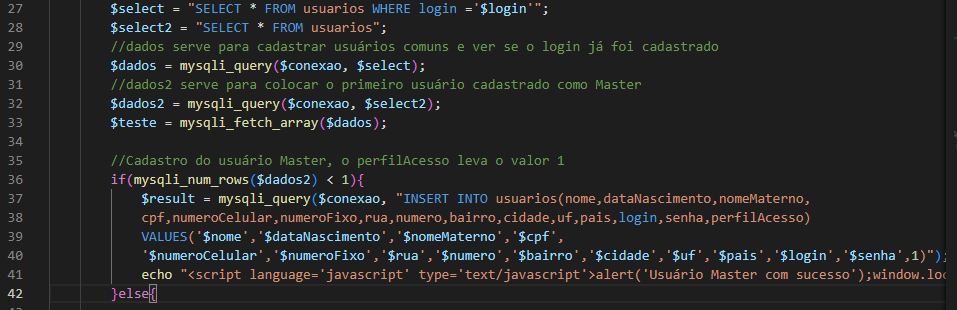 27 $select = "SELECT * FROM usuarios WHERE login ='$login'";
28 $select2 = "SELECT * FROM usuarios";
29 //dados serve para cadastrar usuários comuns e ver se o login já foi cadastrado
30 $dados = mysqli_query($conexao, $select);
31 //dados2 serve para colocar o primeiro usuário cadastrado como Master
32 $dados2 = mysqli_query($conexao, $select2);
33 $teste = mysqli_fetch_array($dados);
34
35 //Cadastro do usuário Master, o perfilAcesso leva o valor 1
36 if(mysqli_num_rows($dados2) < 1){
37 $result = mysqli_query($conexao, "INSERT INTO usuarios(nome,dataNascimento,nomeMaterno,
38 cpf,numeroCelular,numeroFixo,rua,numero,bairro,cidade,uf,pais,login,senha,perfilAcesso)
39 VALUES('$nome','$dataNascimento','$nomeMaterno','$cpf',
40 '$numeroCelular','$numeroFixo','$rua','$numero','$bairro','$cidade','$uf','$pais','$login','$senha',1)");
41 echo "<script language='javascript' type='text/javascript'>alert('Usuário Master com sucesso');window.loc
42 }else{